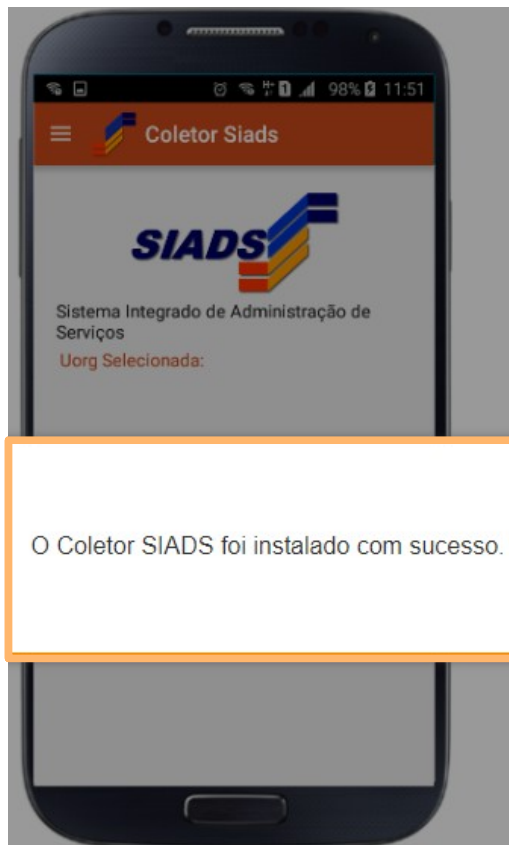 98% 11:51
Coletor Siads
SIADS
Sistema Integrado de Administração de
Serviços
Uorg Selecionada:
O Coletor SIADS foi instalado com sucesso.